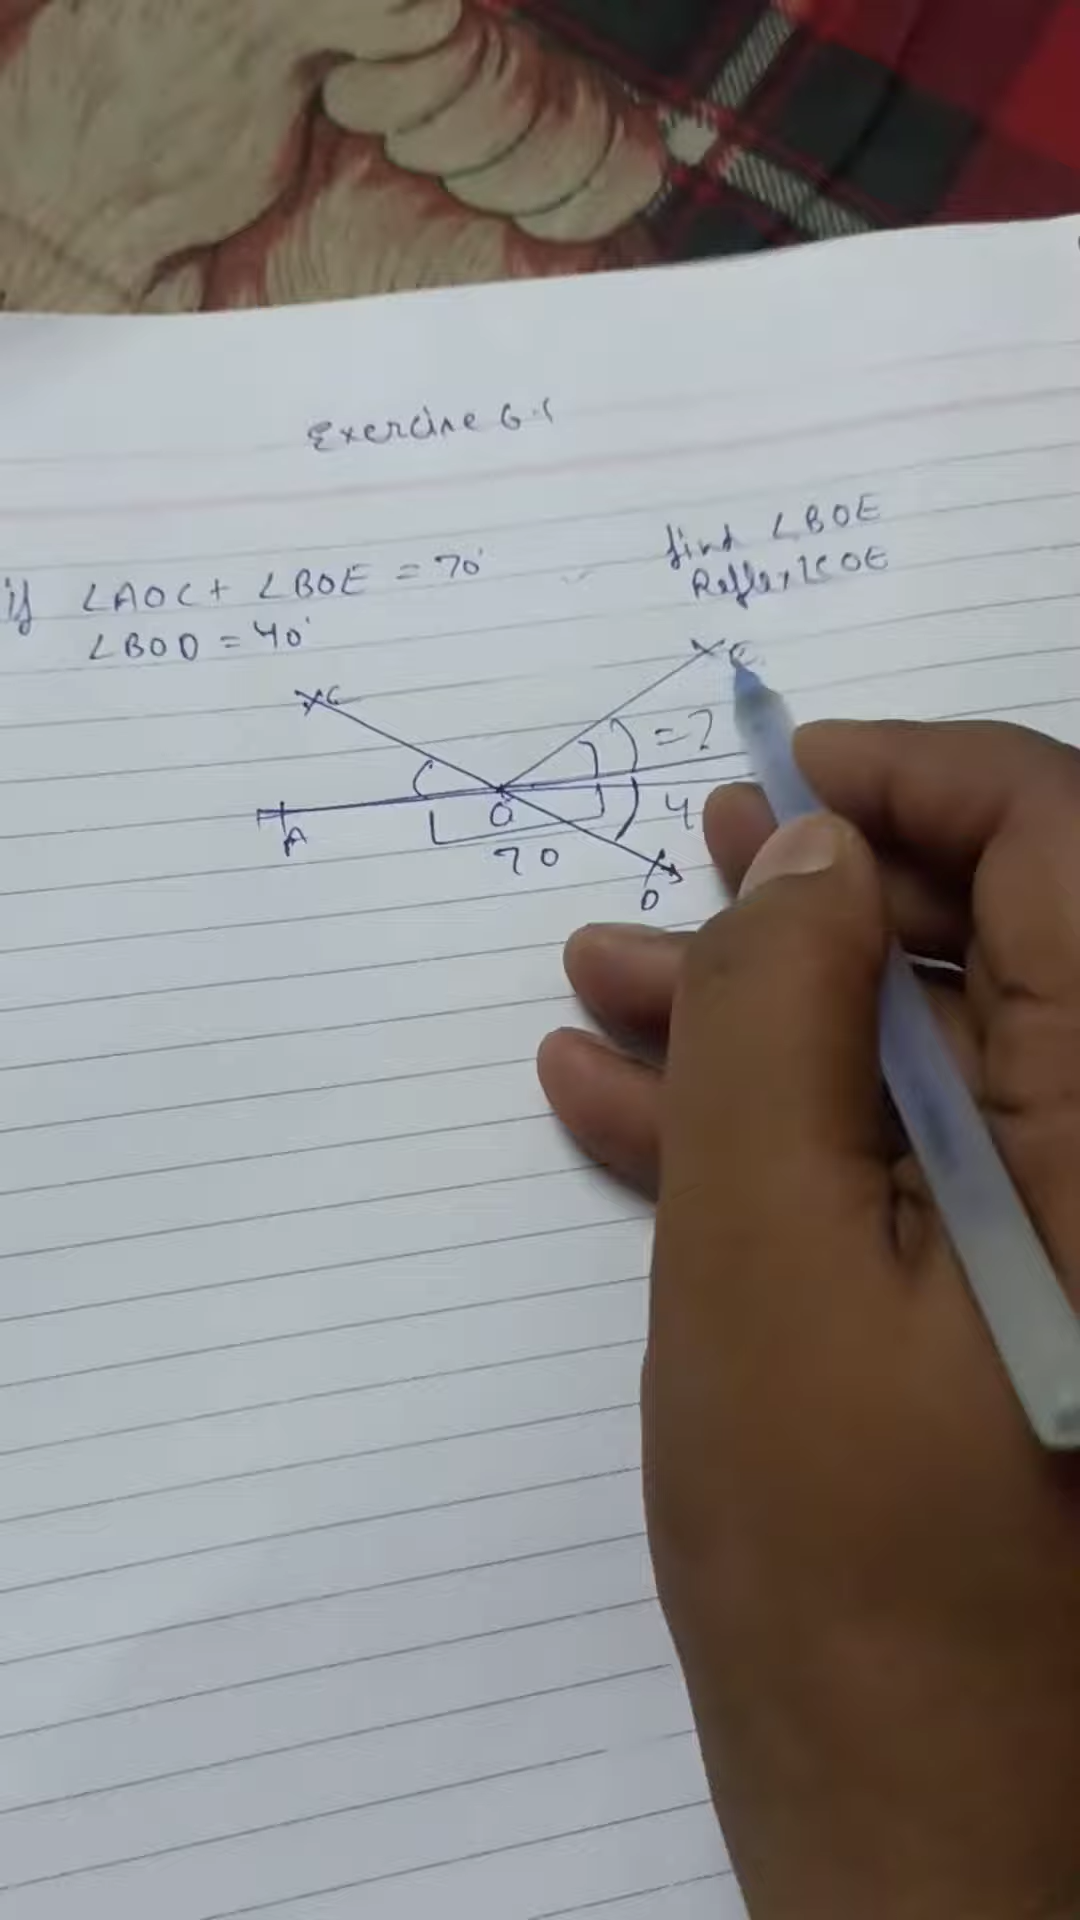 Exercise 6.1
find ∠BOE
Reflex ∠COE
if ∠AOC + ∠BOE = 70°
∠BOD = 40°
C
E
= ?
A
O
4
70
D